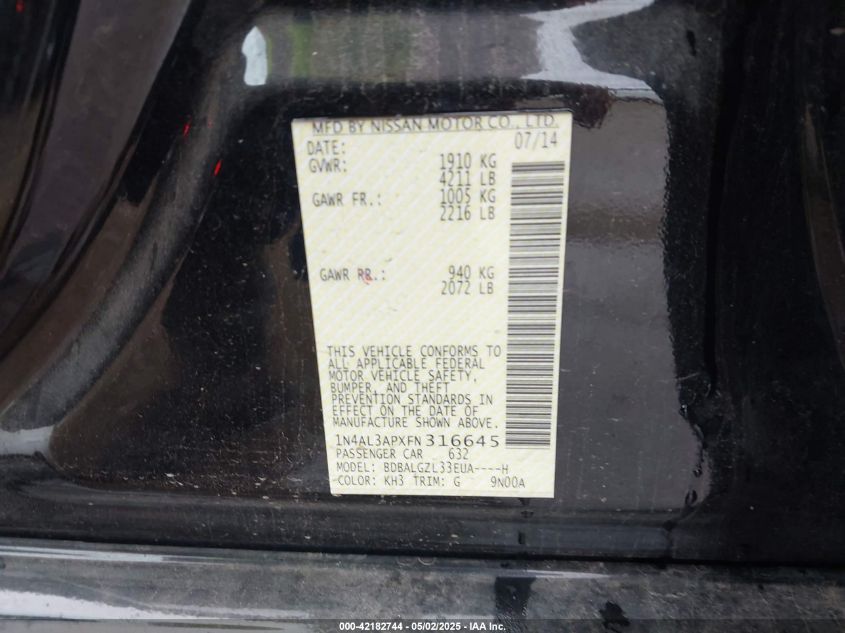 MFD BY NISSAN MOTOR CO., LTD.
DATE: 07/14
GVWR: 1910 KG
4211 LB
GAWR FR.: 1005 KG
2216 LB
GAWR RR.: 940 KG
2072 LB
THIS VEHICLE CONFORMS TO
ALL APPLICABLE FEDERAL
MOTOR VEHICLE SAFETY,
BUMPER, AND THEFT
PREVENTION STANDARDS IN
EFFECT ON THE DATE OF
MANUFACTURE SHOWN ABOVE.
1N4AL3APXFN316645
PASSENGER CAR 632
MODEL: BDBALGZL33EUA----H
COLOR: KH3 TRIM: G 9N00A
000-42182744 - 05/02/2025 - IAA Inc.